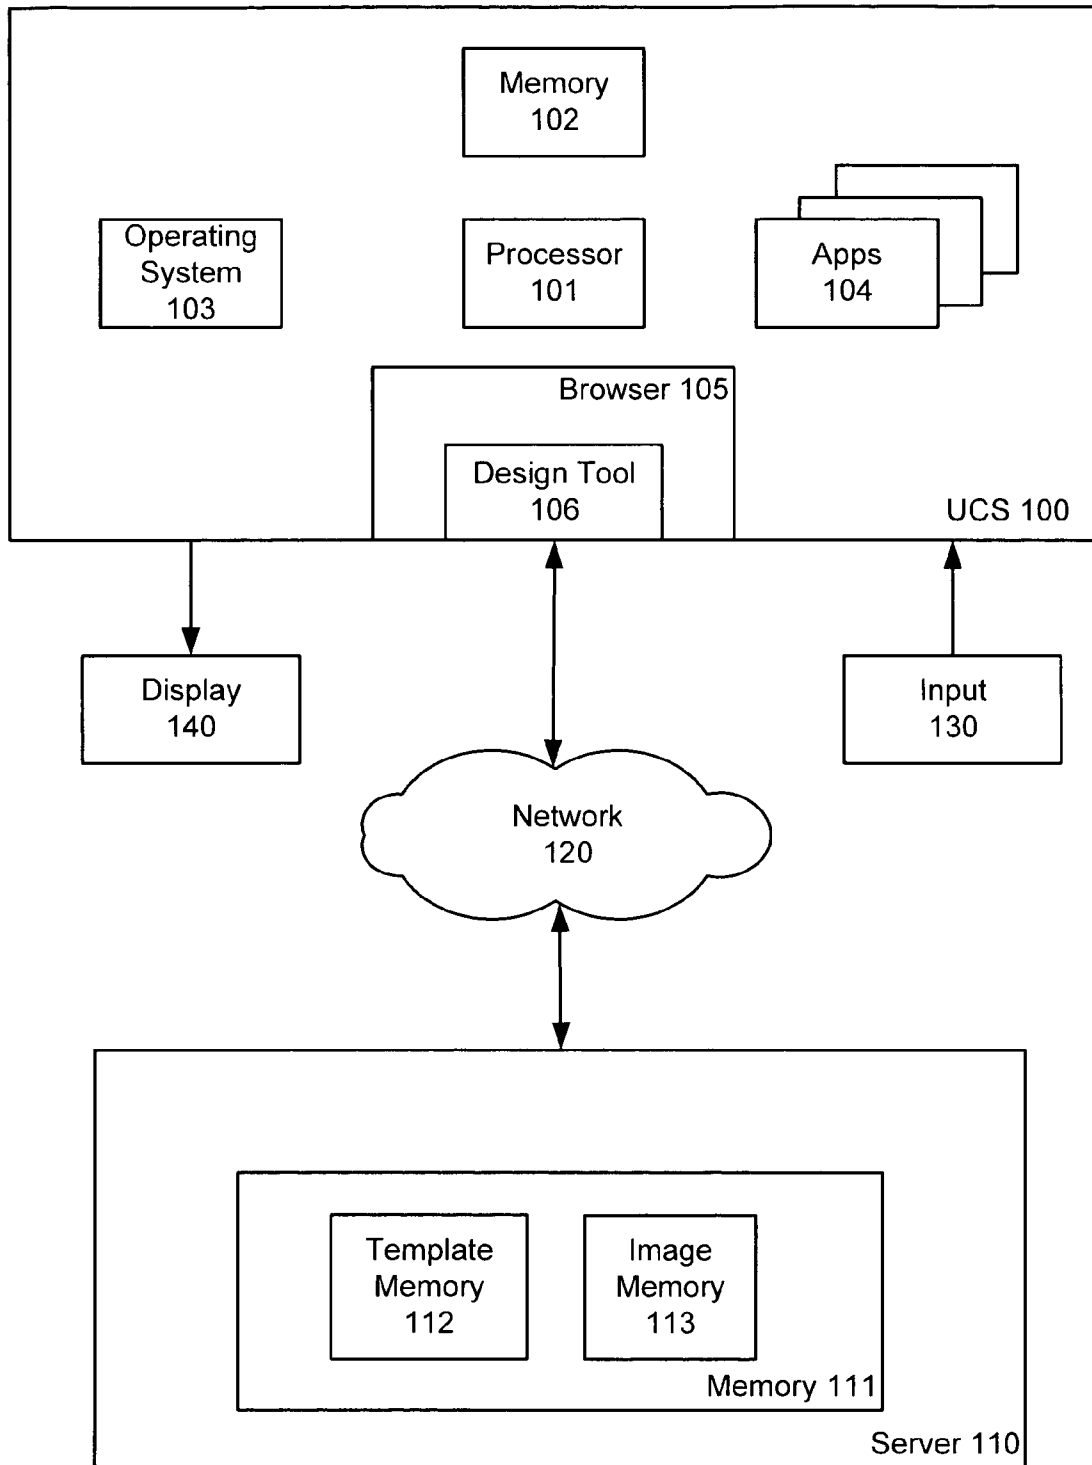 Memory
102
Operating
System
103
Processor
101
Apps
104
Browser 105
Design Tool
106
UCS 100
Display
140
Input
130
Network
120
Template
Memory
112
Image
Memory
113
Memory 111
Server 110